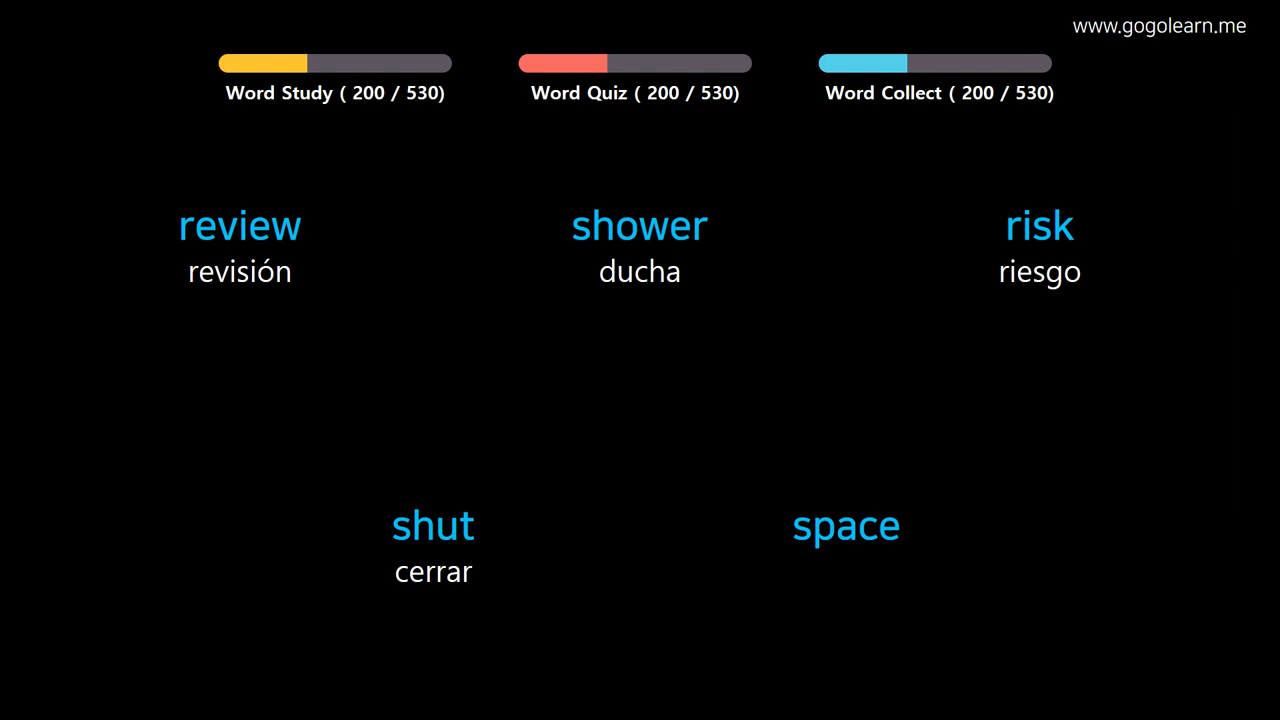 www.gogolearn.me
Word Study ( 200 / 530)
Word Quiz ( 200 / 530)
Word Collect ( 200 / 530)
review
revisión
shower
ducha
risk
riesgo
shut
cerrar
space